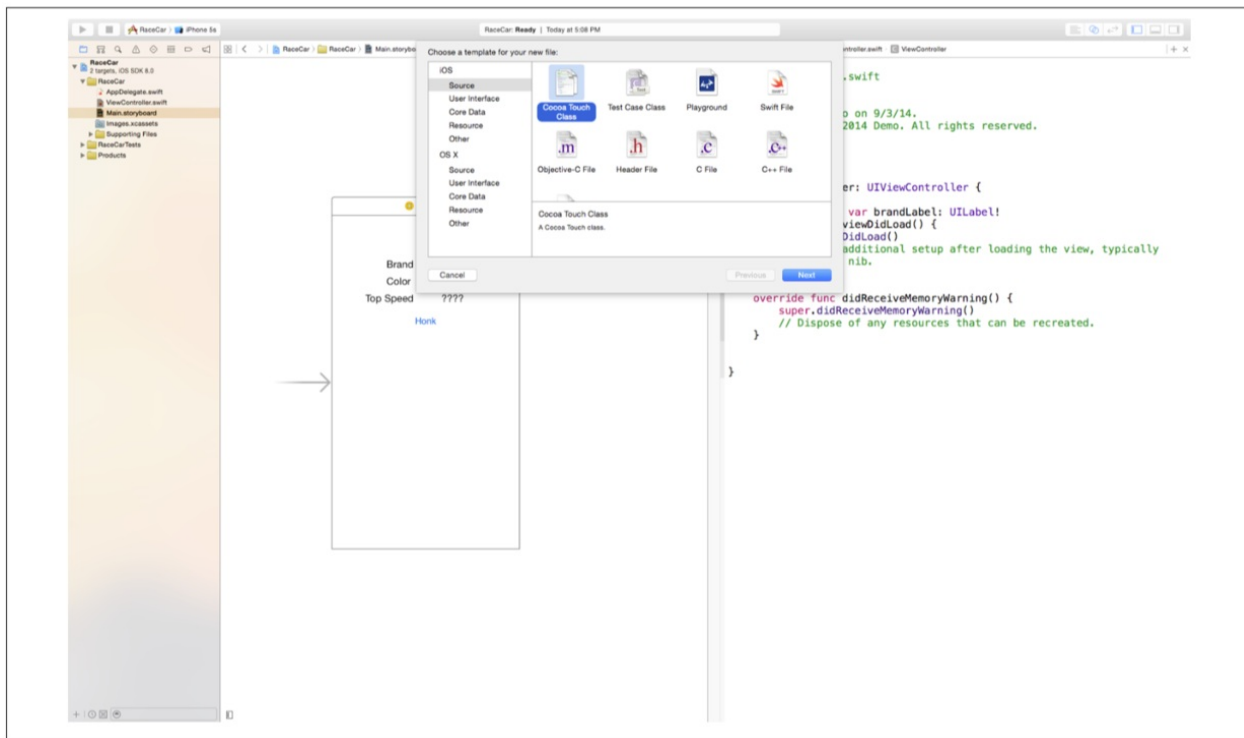 RaceCar
iPhone 5s
RaceCar: Ready | Today at 5:08 PM
RaceCar
2 targets, iOS SDK 8.0
RaceCar
AppDelegate.swift
ViewController.swift
Main.storyboard
Images.xcassets
Supporting Files
RaceCarTests
Products
RaceCar
RaceCar
Main.storybo
ntroller.swift
ViewController
Choose a template for your new file:
iOS
Source
User Interface
Core Data
Resource
Other
OS X
Source
User Interface
Core Data
Resource
Other
Cocoa Touch Class
Test Case Class
Playground
SWIFT
Swift File
.m
Objective-C File
.h
Header File
.c
C File
.C++
C++ File
Cocoa Touch Class
A Cocoa Touch class.
Cancel
Previous
Next
Brand
Color
Top Speed ????
Honk
.swift
o on 9/3/14.
2014 Demo. All rights reserved.
er: UIViewController {
var brandLabel: UILabel!
viewDidLoad() {
DidLoad()
additional setup after loading the view, typically
nib.
override func didReceiveMemoryWarning() {
super.didReceiveMemoryWarning()
// Dispose of any resources that can be recreated.
}
}